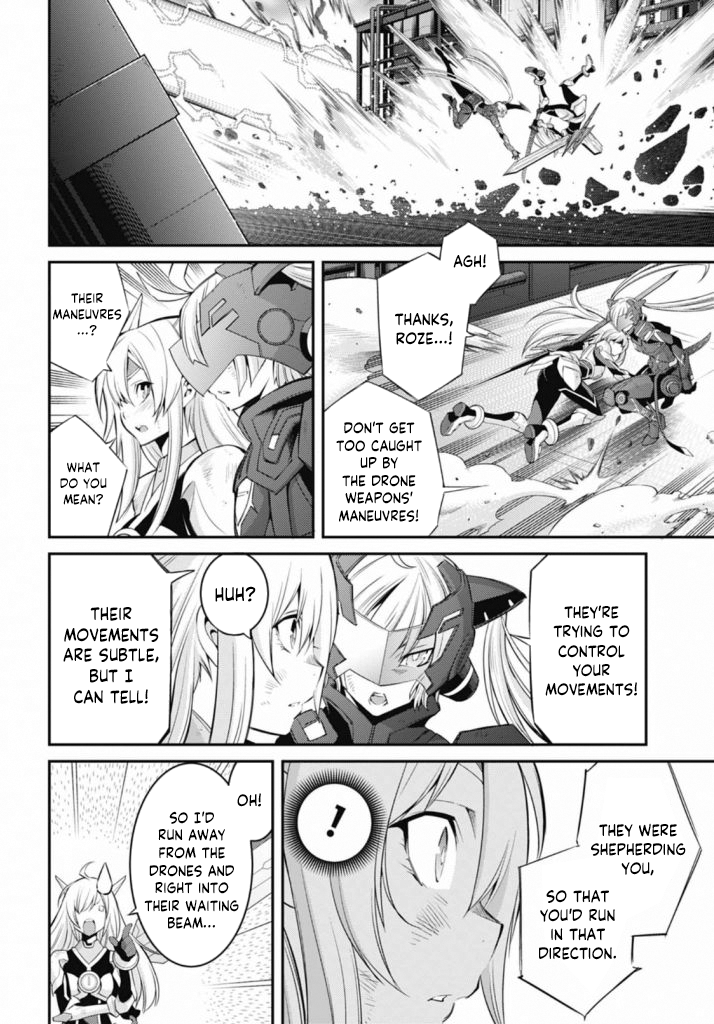 AGH!
THANKS,
ROZE...!
DON'T GET
TOO CAUGHT
UP BY
THE DRONE
WEAPONS'
MANEUVRES!
THEIR
MANEUVRES
...?
WHAT
DO YOU
MEAN?
THEY'RE
TRYING TO
CONTROL
YOUR
MOVEMENTS!
HUH?
THEIR
MOVEMENTS
ARE SUBTLE,
BUT I
CAN TELL!
THEY WERE
SHEPHERDING
YOU,
SO THAT
YOU'D RUN
IN THAT
DIRECTION.
!
OH!
SO I'D
RUN AWAY
FROM THE
DRONES AND
RIGHT INTO
THEIR WAITING
BEAM...